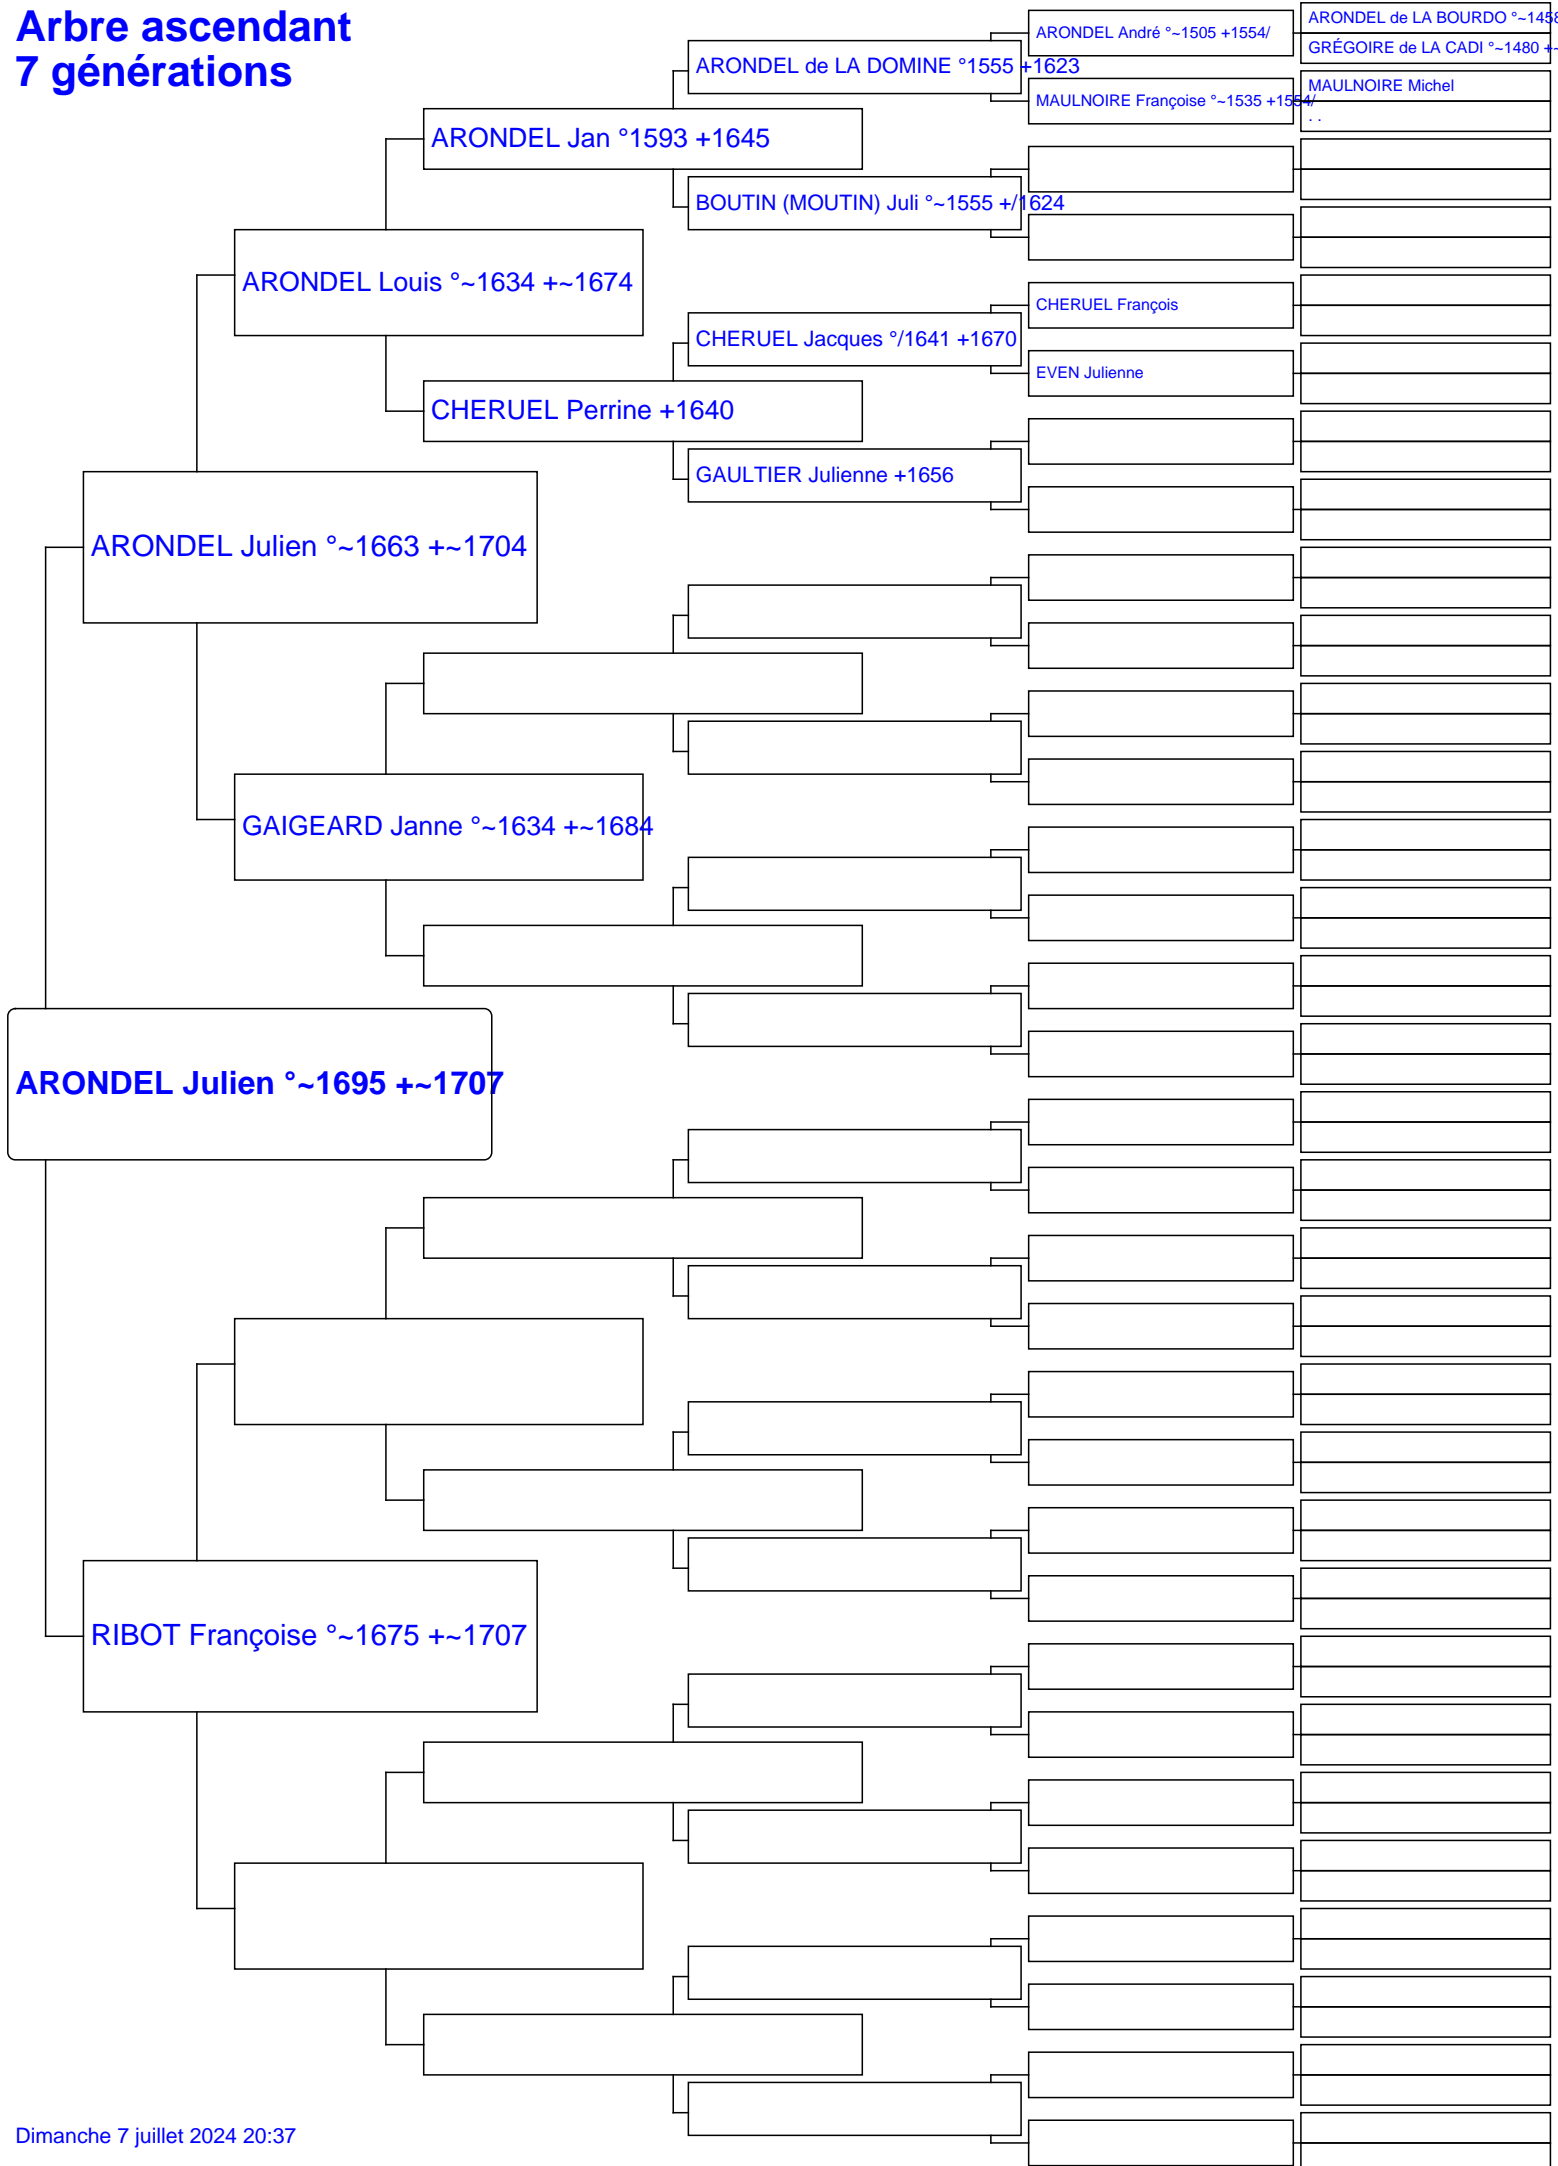 Arbre ascendant
7 générations
ARONDEL Julien °~1695 +~1707
ARONDEL Julien °~1663 +~1704
RIBOT Françoise °~1675 +~1707
ARONDEL Louis °~1634 +~1674
GAIGEARD Janne °~1634 +~1684
ARONDEL Jan °1593 +1645
CHERUEL Perrine +1640
ARONDEL de LA DOMINE °1555 +1623
BOUTIN (MOUTIN) Juli °~1555 +/1624
CHERUEL Jacques °/1641 +1670
GAULTIER Julienne +1656
ARONDEL André °~1505 +1554/
MAULNOIRE Françoise °~1535 +1554/
CHERUEL François
EVEN Julienne
ARONDEL de LA BOURDO °~1458
GRÉGOIRE de LA CADI °~1480 +~
MAULNOIRE Michel
. .
Dimanche 7 juillet 2024 20:37